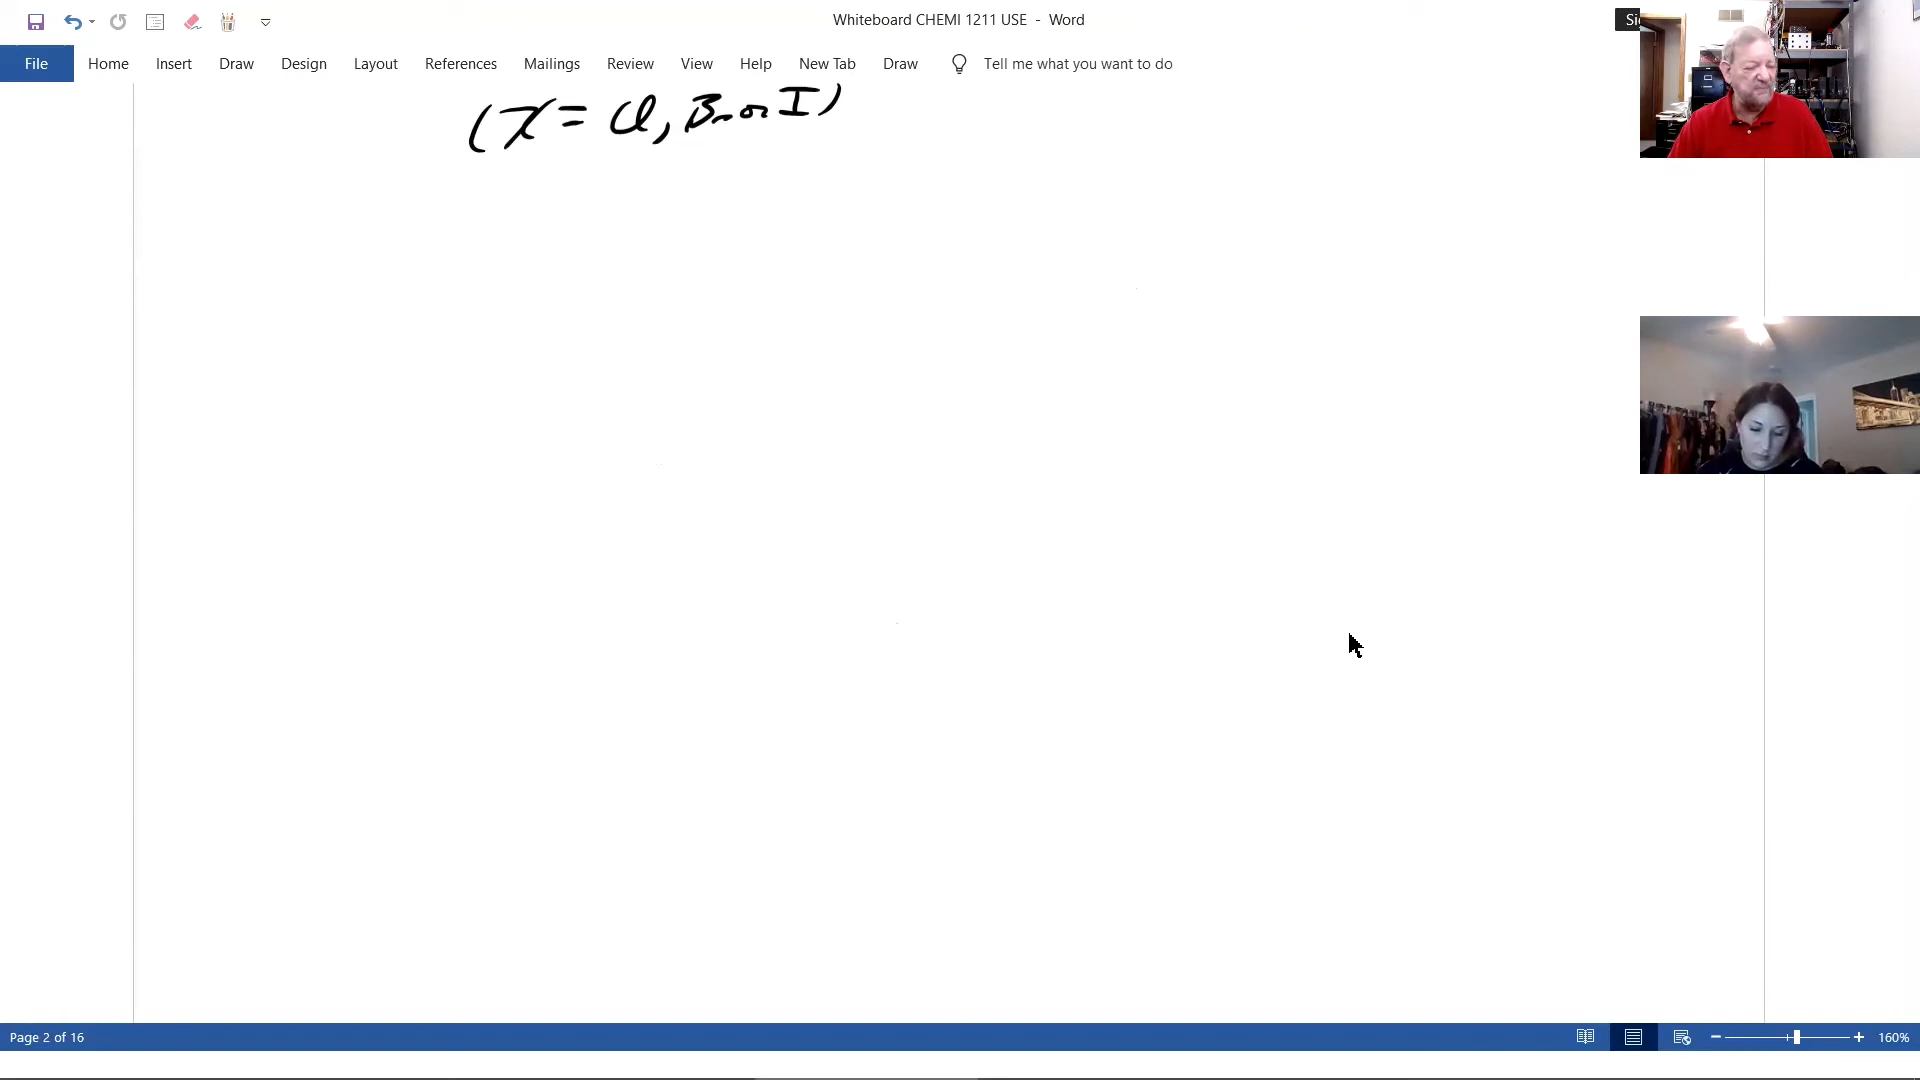 Whiteboard CHEMI 1211 USE - Word
Si
File Home Insert Draw Design Layout References Mailings Review View Help New Tab Draw Tell me what you want to do
(X = Cl, Br or I)
Page 2 of 16
160%